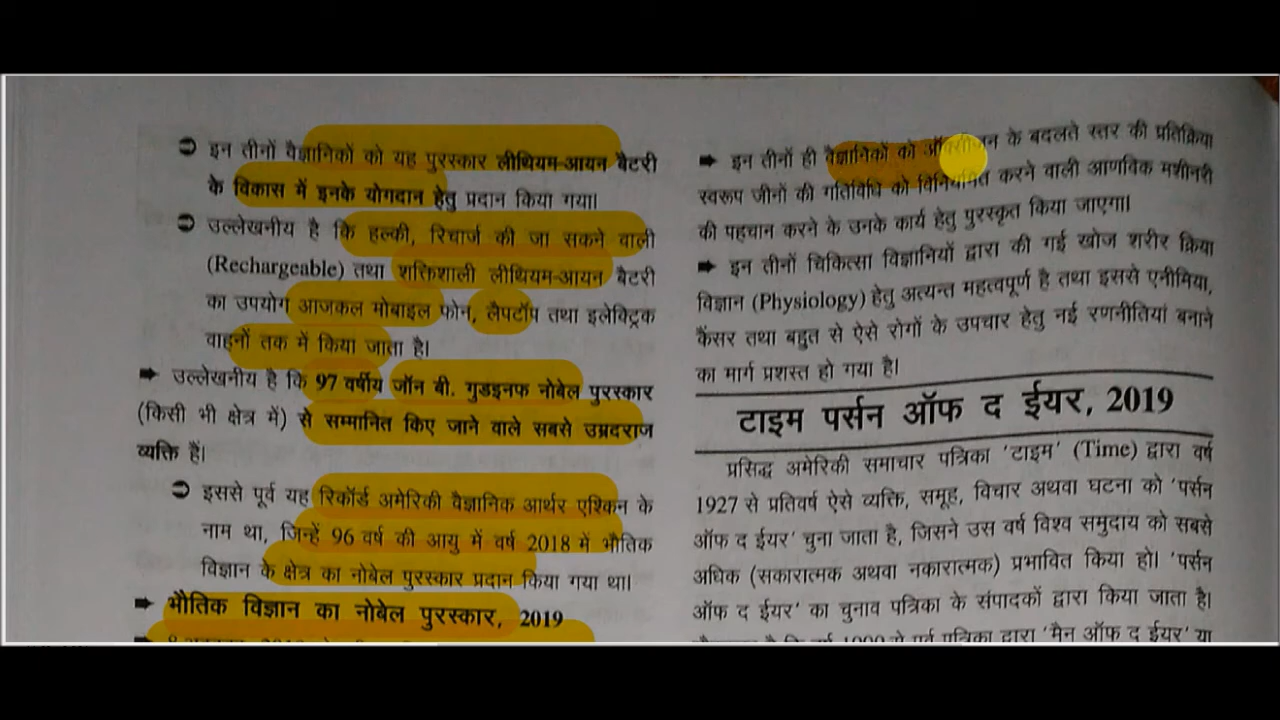 ➲ इन तीनों वैज्ञानिकों को यह पुरस्कार लीथियम-आयन बैटरी
के विकास में इनके योगदान हेतु प्रदान किया गया।
➲ उल्लेखनीय है कि हल्की, रिचार्ज की जा सकने वाली
(Rechargeable) तथा शक्तिशाली लीथियम-आयन बैटरी
का उपयोग आजकल मोबाइल फोन, लैपटॉप तथा इलेक्ट्रिक
वाहनों तक में किया जाता है।
➡ उल्लेखनीय है कि 97 वर्षीय जॉन बी. गुडइनफ नोबेल पुरस्कार
(किसी भी क्षेत्र में) से सम्मानित किए जाने वाले सबसे उम्रदराज
व्यक्ति हैं।
➲ इससे पूर्व यह रिकॉर्ड अमेरिकी वैज्ञानिक आर्थर एश्किन के
नाम था, जिन्हें 96 वर्ष की आयु में वर्ष 2018 में भौतिक
विज्ञान के क्षेत्र का नोबेल पुरस्कार प्रदान किया गया था।
➡ भौतिक विज्ञान का नोबेल पुरस्कार, 2019
➡ इन तीनों ही वैज्ञानिकों को ऑक्सीजन के बदलते स्तर की प्रतिक्रिया
स्वरूप जीनों की गतिविधि को विनियमित करने वाली आणविक मशीनरी
की पहचान करने के उनके कार्य हेतु पुरस्कृत किया जाएगा।
➡ इन तीनों चिकित्सा विज्ञानियों द्वारा की गई खोज शरीर क्रिया
विज्ञान (Physiology) हेतु अत्यन्त महत्वपूर्ण है तथा इससे एनीमिया,
कैंसर तथा बहुत से ऐसे रोगों के उपचार हेतु नई रणनीतियां बनाने
का मार्ग प्रशस्त हो गया है।
टाइम पर्सन ऑफ द ईयर, 2019
प्रसिद्ध अमेरिकी समाचार पत्रिका 'टाइम' (Time) द्वारा वर्ष
1927 से प्रतिवर्ष ऐसे व्यक्ति, समूह, विचार अथवा घटना को 'पर्सन
ऑफ द ईयर' चुना जाता है, जिसने उस वर्ष विश्व समुदाय को सबसे
अधिक (सकारात्मक अथवा नकारात्मक) प्रभावित किया हो। 'पर्सन
ऑफ द ईयर' का चुनाव पत्रिका के संपादकों द्वारा किया जाता है।
पत्रिका द्वारा 'मैन ऑफ द ईयर' या